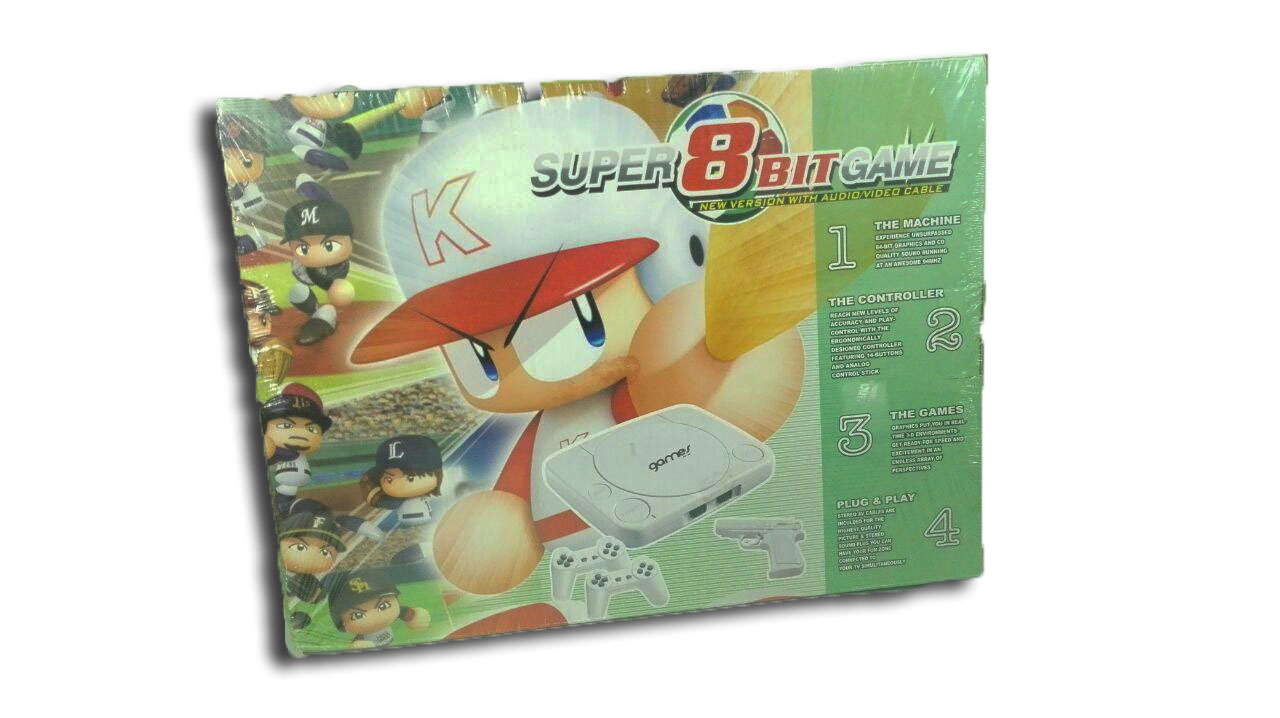 SUPER 8 BIT GAME
NEW VERSION WITH AUDIO/VIDEO CABLE
1
THE MACHINE
EXPERIENCE UNSURPASSED
64-BIT GRAPHICS AND CD
QUALITY SOUND RUNNING
AT AN AWESOME 94MHZ
THE CONTROLLER
2
REACH NEW LEVELS OF
ACCURACY AND PLAY-
CONTROL WITH THE
ERGONOMICALLY
DESIGNED CONTROLLER
FEATURING 14-BUTTONS
AND ANALOG
CONTROL STICK
3
THE GAMES
GRAPHICS PUT YOU IN REAL-
TIME 3-D ENVIRONMENTS
GET READY FOR SPEED AND
EXCITEMENT IN AN
ENDLESS ARRAY OF
PERSPECTIVES
PLUG & PLAY
4
STEREO AV CABLES ARE
INCULDED FOR THE
HIGHEST QUALITY
PICTURE & STEREO
SOUND PLUS YOU CAN
HAVE YOUR FUN-ZONE
CONNECTED TO
YOUR TV SIMULITANEOUSLY
K
M
L
F
K
games